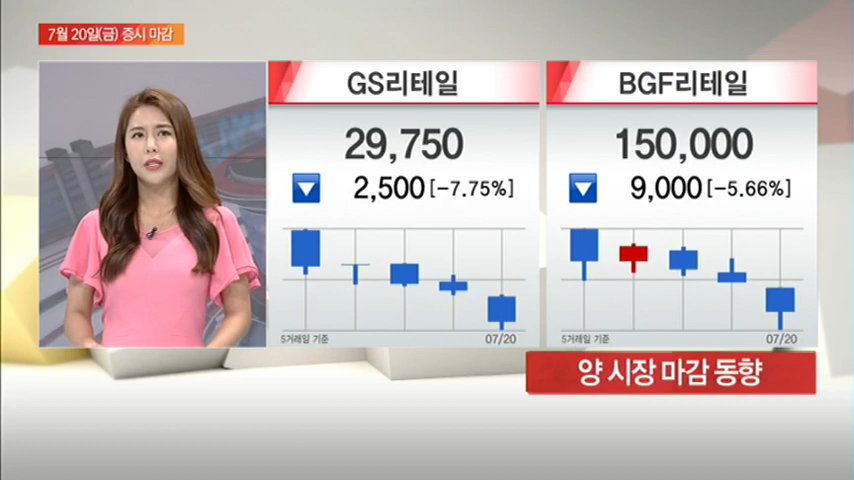 7월 20일(금) 증시 마감
GS리테일
29,750
2,500 [-7.75%]
5거래일 기준
07/20
BGF리테일
150,000
9,000 [-5.66%]
5거래일 기준
07/20
양 시장 마감 동향